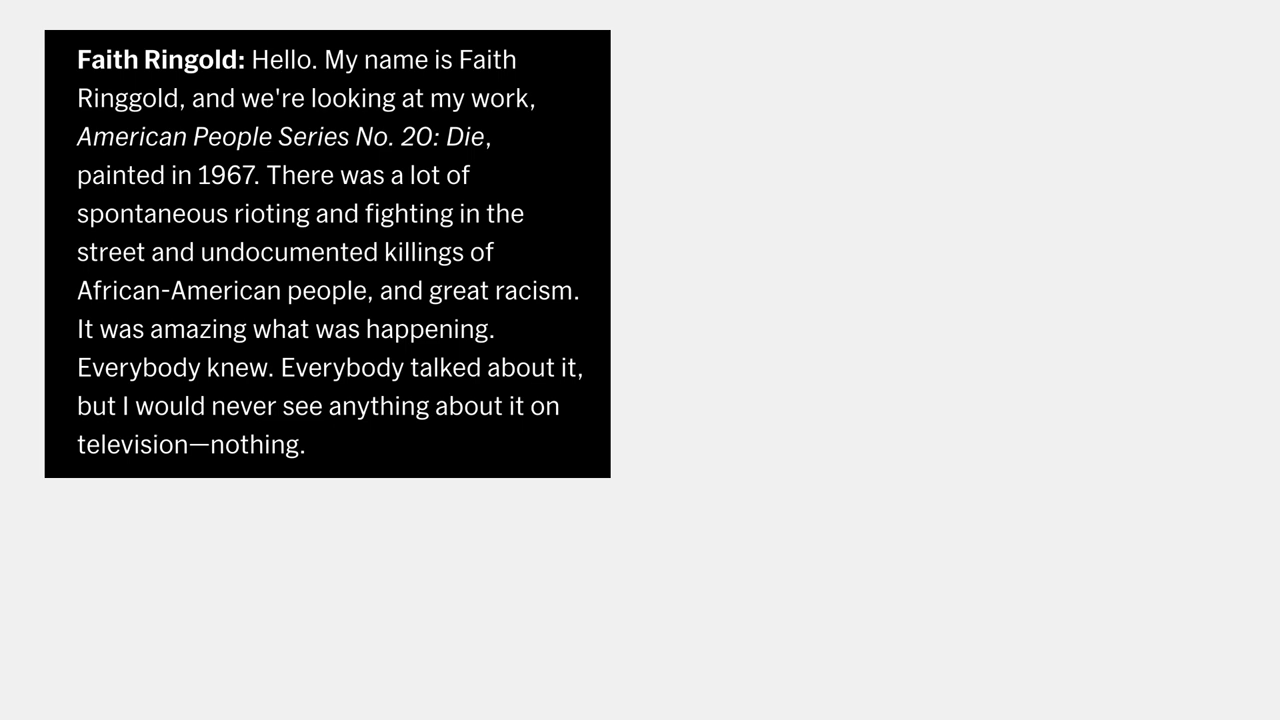 Faith Ringold: Hello. My name is Faith
Ringgold, and we're looking at my work,
American People Series No. 20: Die,
painted in 1967. There was a lot of
spontaneous rioting and fighting in the
street and undocumented killings of
African-American people, and great racism.
It was amazing what was happening.
Everybody knew. Everybody talked about it,
but I would never see anything about it on
television—nothing.